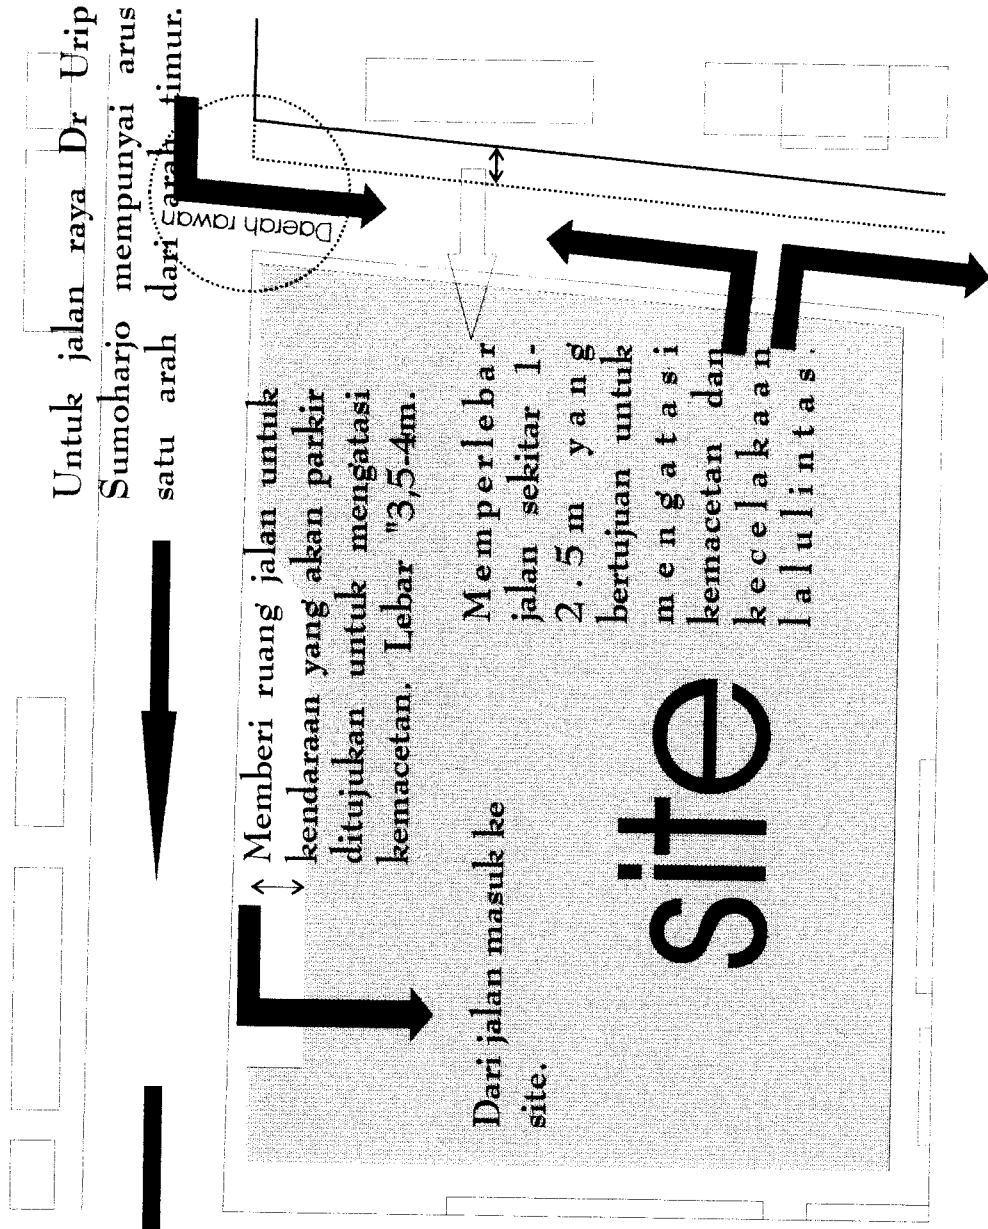 Untuk jalan raya Dr Urip
Sumoharjo mempunyai arus
satu arah dari arah timur.
Daerah rawan
Memberi ruang jalan untuk
kendaraan yang akan parkir
ditujukan untuk mengatasi
kemacetan. Lebar "3,5-4m.
Memperlebar
jalan sekitar 1-
2.5m yang
bertujuan untuk
mengatasi
kemacetan dan
kecelakaan
lalulintas.
Dari jalan masuk ke
site.
site